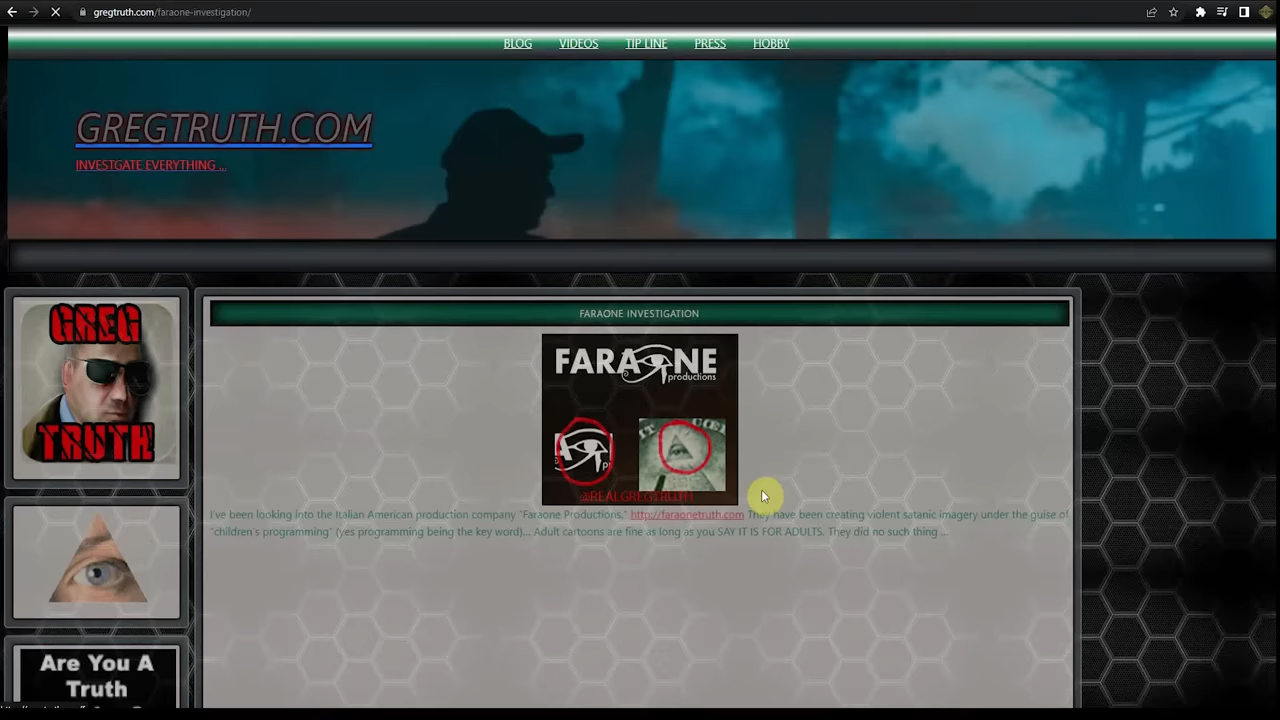 gregtruth.com/faraone-investigation/
BLOG VIDEOS TIP LINE PRESS HOBBY
GREGTRUTH.COM
INVESTGATE EVERYTHING ...
GREG
TRUTH
FARAONE INVESTIGATION
FARAONE
productions
@REALGREGTRUTH
I've been looking into the Italian American production company "Faraone Productions," http://faraonetruth.com They have been creating violent satanic imagery under the guise of
"children's programming" (yes programming being the key word)... Adult cartoons are fine as long as you SAY IT IS FOR ADULTS. They did no such thing ...
Are You A
Truth